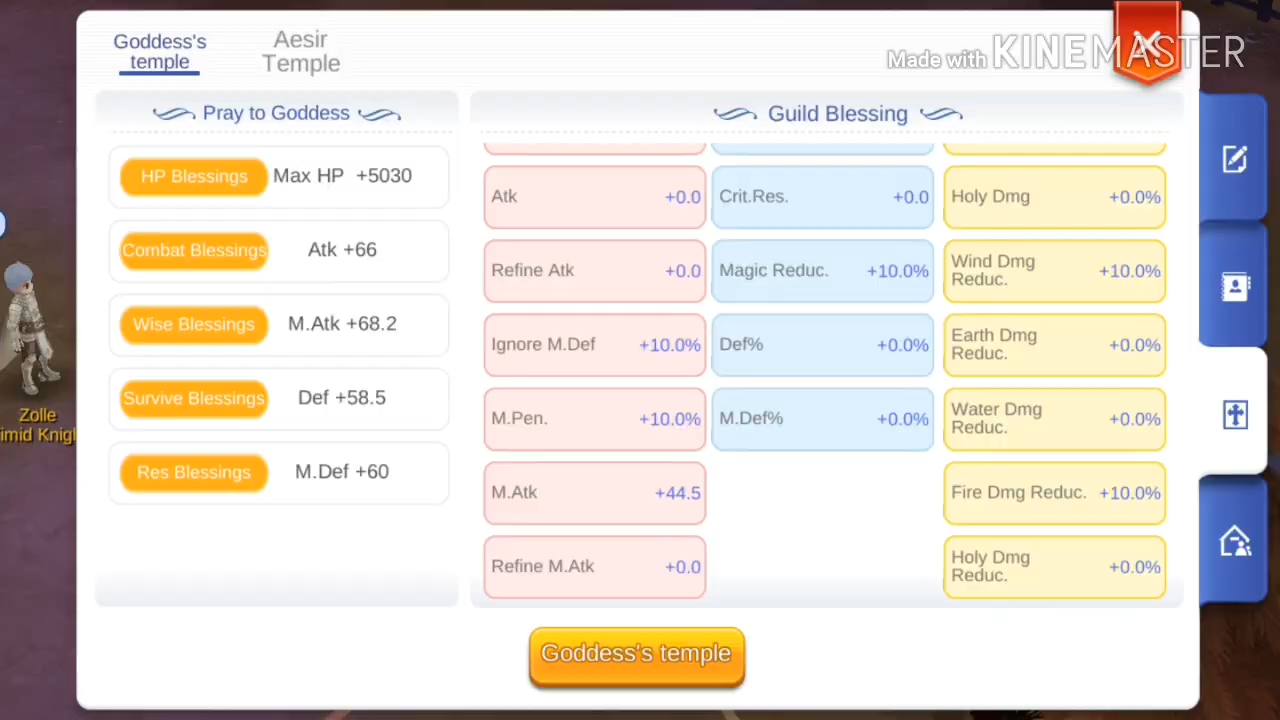 Goddess's
temple
Aesir
Temple
Made with KINEMASTER
Pray to Goddess
HP Blessings Max HP +5030
Combat Blessings Atk +66
Wise Blessings M.Atk +68.2
Survive Blessings Def +58.5
Res Blessings M.Def +60
Guild Blessing
Atk +0.0
Crit.Res. +0.0
Holy Dmg +0.0%
Refine Atk +0.0
Magic Reduc. +10.0%
Wind Dmg
Reduc. +10.0%
Ignore M.Def +10.0%
Def% +0.0%
Earth Dmg
Reduc. +0.0%
M.Pen. +10.0%
M.Def% +0.0%
Water Dmg
Reduc. +0.0%
M.Atk +44.5
Fire Dmg Reduc. +10.0%
Refine M.Atk +0.0
Holy Dmg
Reduc. +0.0%
Goddess's temple
Zolle
imid Knigl